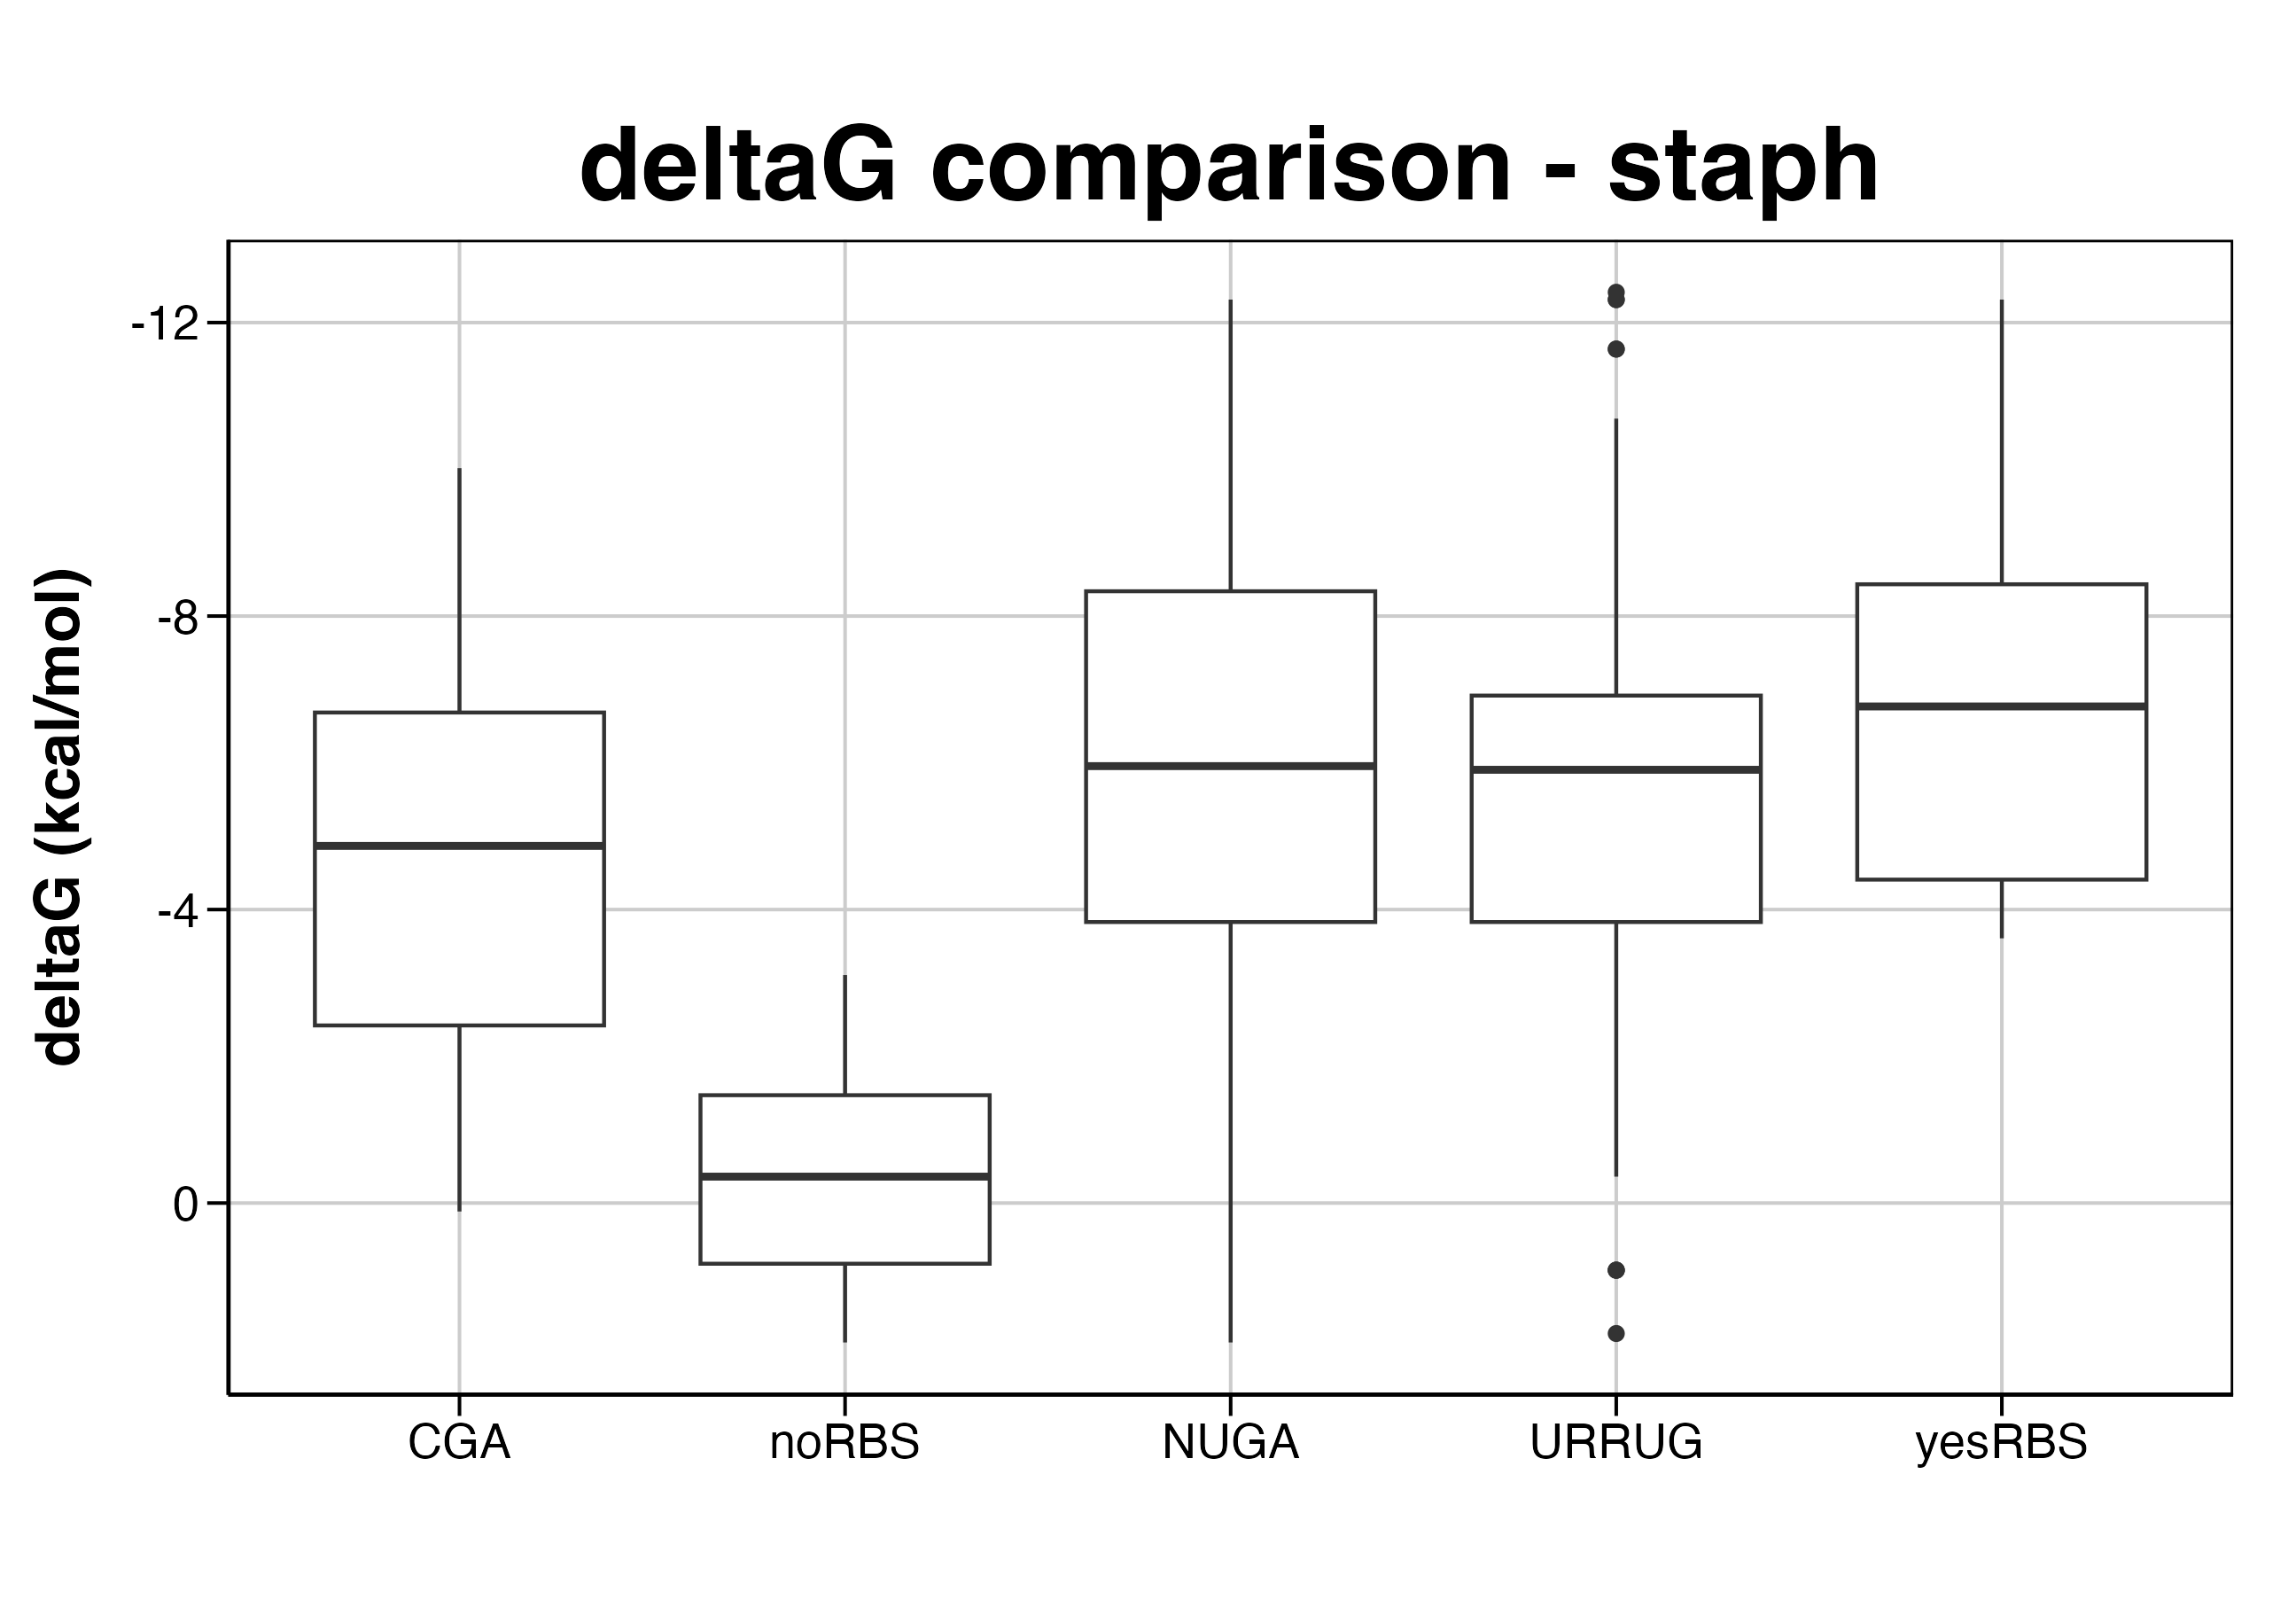 deltaG comparison - staph
deltaG (kcal/mol)
-12
-8
-4
0
CGA
noRBS
NUGA
URRUG
yesRBS